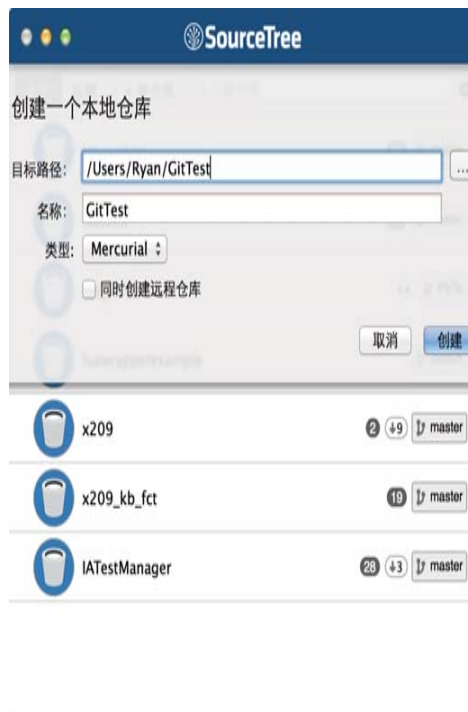 SourceTree
创建一个本地仓库
目标路径: /Users/Ryan/GitTest ...
名称: GitTest
类型: Mercurial
同时创建远程仓库
取消 创建
x209 2 9 master
x209_kb_fct 19 master
IATestManager 28 3 master